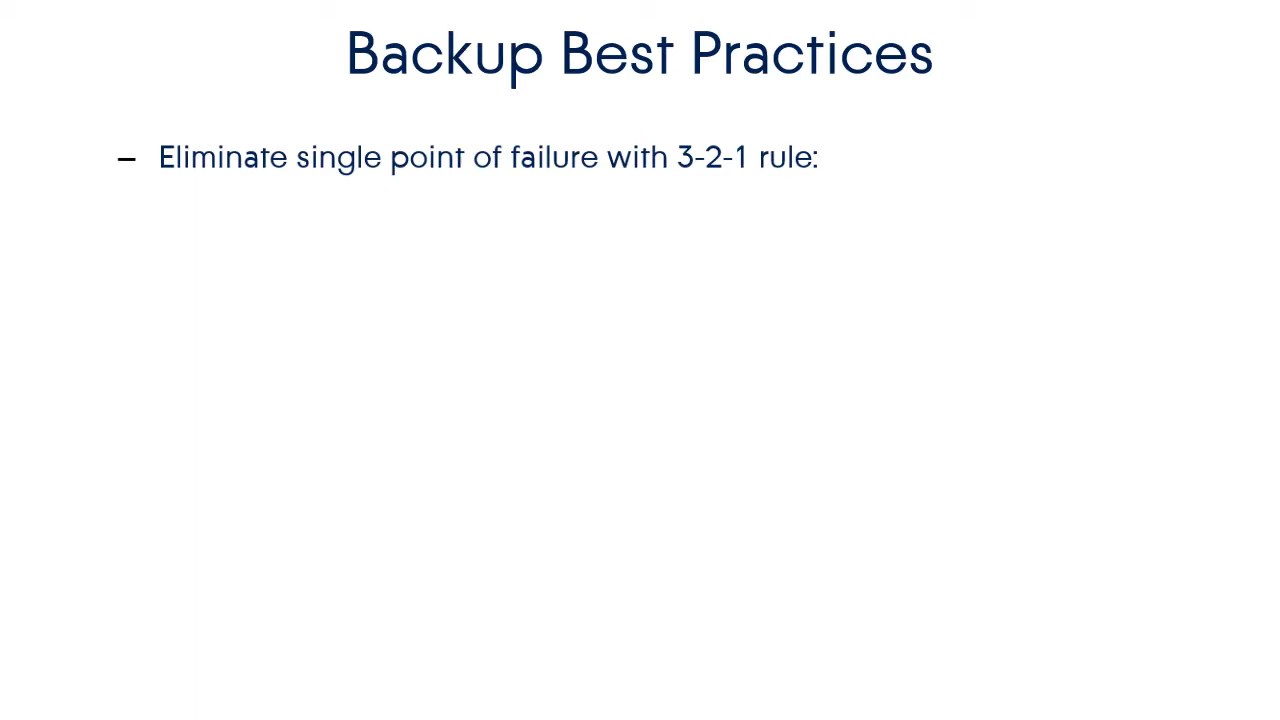 Backup Best Practices
– Eliminate single point of failure with 3-2-1 rule: